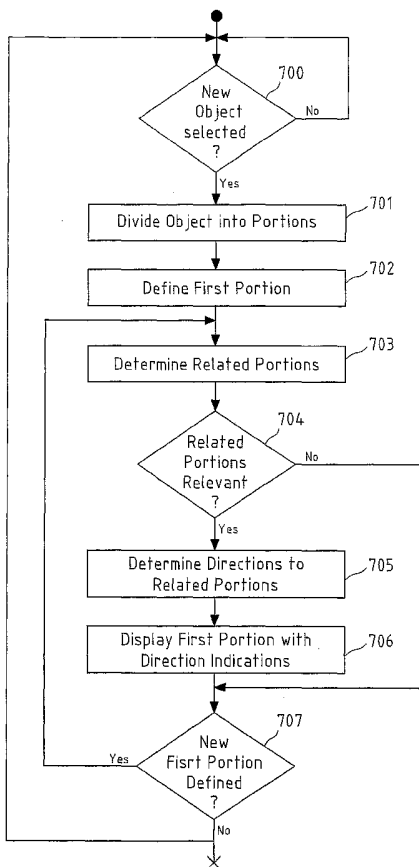 700
New
Object
selected
?
No
Yes
Divide Object into Portions
701
Define First Portion
702
Determine Related Portions
703
704
Related
Portions
Relevant
?
No
Yes
Determine Directions to
Related Portions
705
Display First Portion with
Direction Indications
706
707
New
Fisrt Portion
Defined
?
Yes
No